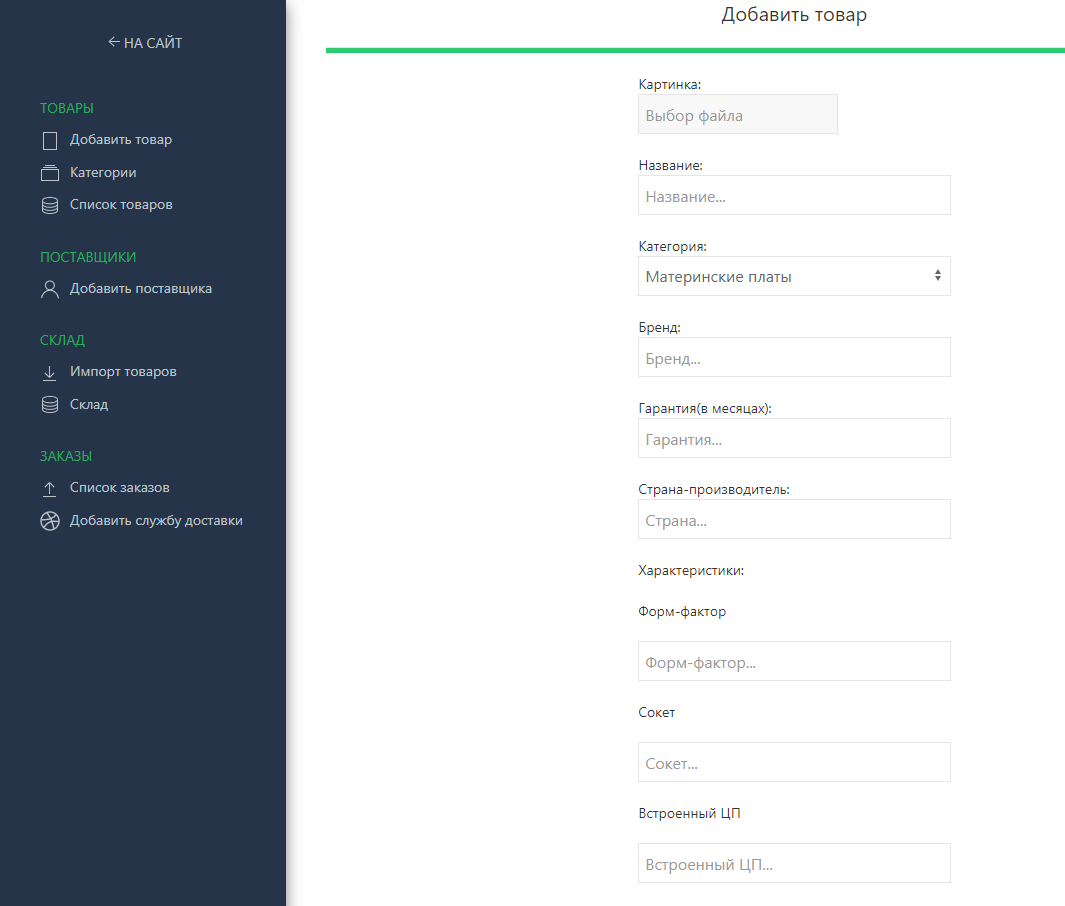 НА САЙТ
ТОВАРЫ
Добавить товар
Категории
Список товаров
ПОСТАВЩИКИ
Добавить поставщика
СКЛАД
Импорт товаров
Склад
ЗАКАЗЫ
Список заказов
Добавить службу доставки
Добавить товар
Картинка:
Выбор файла
Название:
Название...
Категория:
Материнские платы
Бренд:
Бренд...
Гарантия(в месяцах):
Гарантия...
Страна-производитель:
Страна...
Характеристики:
Форм-фактор
Форм-фактор...
Сокет
Сокет...
Встроенный ЦП
Встроенный ЦП...